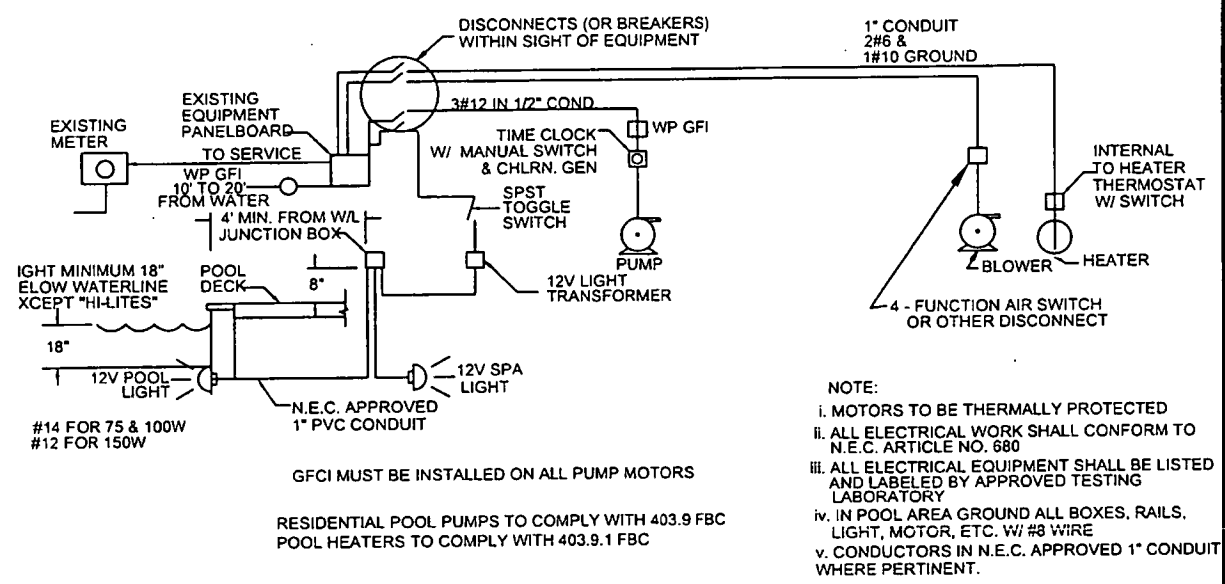 DISCONNECTS (OR BREAKERS)
WITHIN SIGHT OF EQUIPMENT
1" CONDUIT
2#6 &
1#10 GROUND
EXISTING
EQUIPMENT
PANELBOARD
3#12 IN 1/2" COND.
EXISTING
METER
TO SERVICE
WP GFI
10' TO 20'
FROM WATER
TIME CLOCK
W/ MANUAL SWITCH
& CHLRN. GEN
WP GFI
SPST
TOGGLE
SWITCH
INTERNAL
TO HEATER
THERMOSTAT
W/ SWITCH
4' MIN. FROM W/L
JUNCTION BOX
PUMP
BLOWER
HEATER
IGHT MINIMUM 18"
ELOW WATERLINE
XCEPT "HI-LITES"
POOL
DECK
8"
12V LIGHT
TRANSFORMER
4 - FUNCTION AIR SWITCH
OR OTHER DISCONNECT
18"
12V POOL
LIGHT
12V SPA
LIGHT
N.E.C. APPROVED
1" PVC CONDUIT
#14 FOR 75 & 100W
#12 FOR 150W
GFCI MUST BE INSTALLED ON ALL PUMP MOTORS
RESIDENTIAL POOL PUMPS TO COMPLY WITH 403.9 FBC
POOL HEATERS TO COMPLY WITH 403.9.1 FBC
NOTE:
i. MOTORS TO BE THERMALLY PROTECTED
ii. ALL ELECTRICAL WORK SHALL CONFORM TO
N.E.C. ARTICLE NO. 680
iii. ALL ELECTRICAL EQUIPMENT SHALL BE LISTED
AND LABELED BY APPROVED TESTING
LABORATORY
iv. IN POOL AREA GROUND ALL BOXES, RAILS,
LIGHT, MOTOR, ETC. W/ #8 WIRE
v. CONDUCTORS IN N.E.C. APPROVED 1" CONDUIT
WHERE PERTINENT.